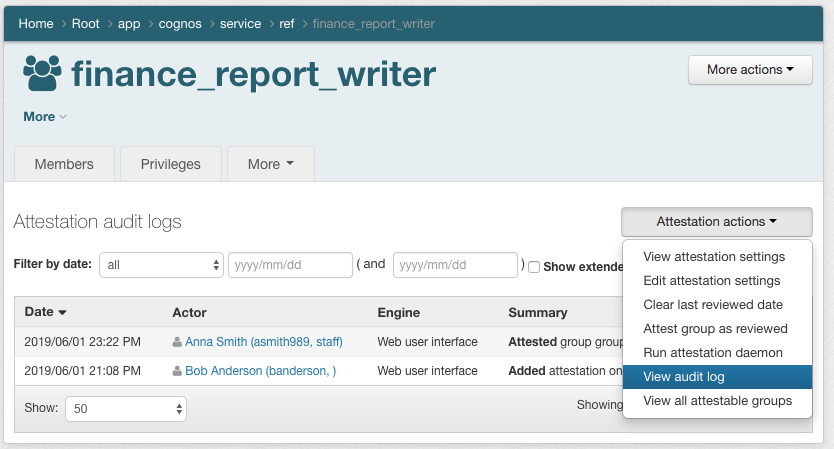 Home > Root > app > cognos > service > ref > finance_report_writer
finance_report_writer
More actions
More
Members Privileges More
Attestation audit logs
Attestation actions
Filter by date: all yyyy/mm/dd ( and yyyy/mm/dd ) Show extende
View attestation settings
Edit attestation settings
Clear last reviewed date
Attest group as reviewed
Run attestation daemon
View audit log
View all attestable groups
Date Actor Engine Summary
2019/06/01 23:22 PM Anna Smith (asmith989, staff) Web user interface Attested group group
2019/06/01 21:08 PM Bob Anderson (banderson, ) Web user interface Added attestation on
Show: 50 Showing